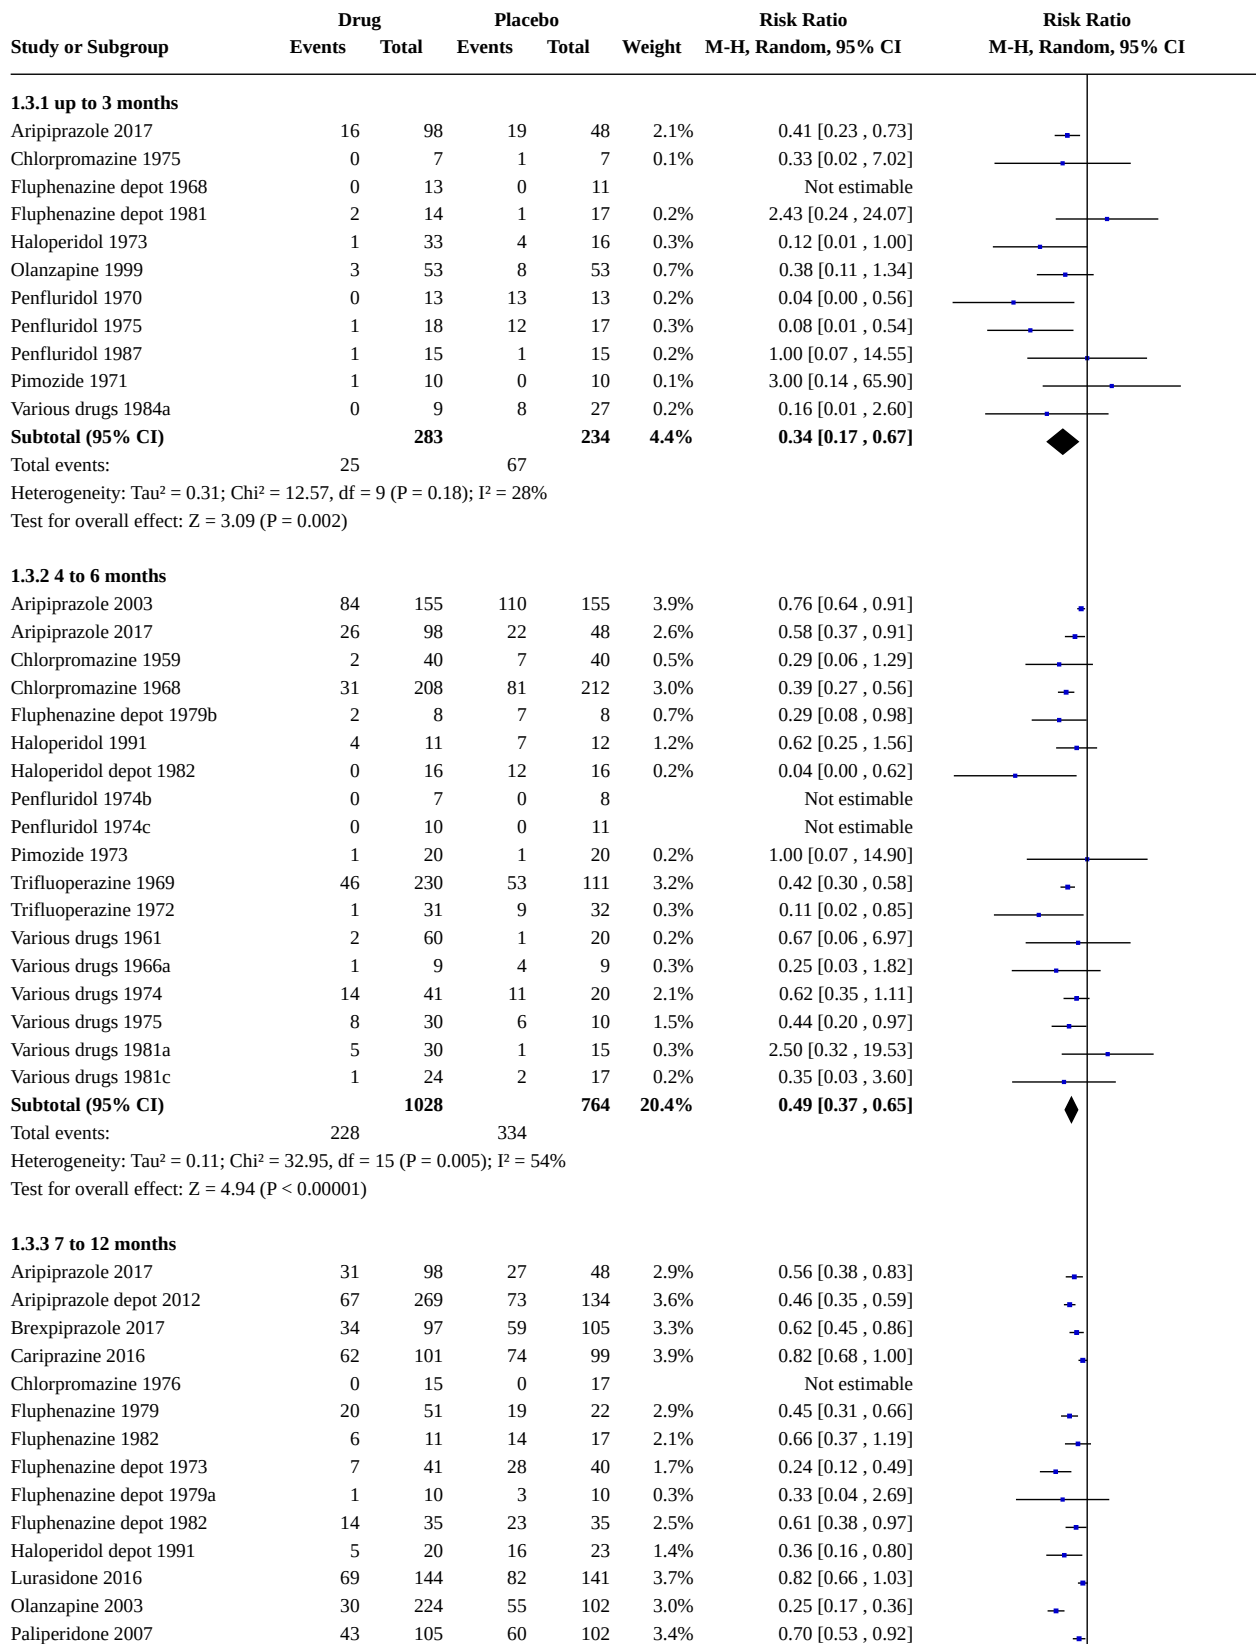 Drug Placebo Risk Ratio Risk Ratio
Study or Subgroup Events Total Events Total Weight M-H, Random, 95% CI M-H, Random, 95% CI
1.3.1 up to 3 months
Aripiprazole 2017 16 98 19 48 2.1% 0.41 [0.23 , 0.73]
Chlorpromazine 1975 0 7 1 7 0.1% 0.33 [0.02 , 7.02]
Fluphenazine depot 1968 0 13 0 11 Not estimable
Fluphenazine depot 1981 2 14 1 17 0.2% 2.43 [0.24 , 24.07]
Haloperidol 1973 1 33 4 16 0.3% 0.12 [0.01 , 1.00]
Olanzapine 1999 3 53 8 53 0.7% 0.38 [0.11 , 1.34]
Penfluridol 1970 0 13 13 13 0.2% 0.04 [0.00 , 0.56]
Penfluridol 1975 1 18 12 17 0.3% 0.08 [0.01 , 0.54]
Penfluridol 1987 1 15 1 15 0.2% 1.00 [0.07 , 14.55]
Pimozide 1971 1 10 0 10 0.1% 3.00 [0.14 , 65.90]
Various drugs 1984a 0 9 8 27 0.2% 0.16 [0.01 , 2.60]
Subtotal (95% CI) 283 234 4.4% 0.34 [0.17 , 0.67]
Total events: 25 67
Heterogeneity: Tau² = 0.31; Chi² = 12.57, df = 9 (P = 0.18); I² = 28%
Test for overall effect: Z = 3.09 (P = 0.002)
1.3.2 4 to 6 months
Aripiprazole 2003 84 155 110 155 3.9% 0.76 [0.64 , 0.91]
Aripiprazole 2017 26 98 22 48 2.6% 0.58 [0.37 , 0.91]
Chlorpromazine 1959 2 40 7 40 0.5% 0.29 [0.06 , 1.29]
Chlorpromazine 1968 31 208 81 212 3.0% 0.39 [0.27 , 0.56]
Fluphenazine depot 1979b 2 8 7 8 0.7% 0.29 [0.08 , 0.98]
Haloperidol 1991 4 11 7 12 1.2% 0.62 [0.25 , 1.56]
Haloperidol depot 1982 0 16 12 16 0.2% 0.04 [0.00 , 0.62]
Penfluridol 1974b 0 7 0 8 Not estimable
Penfluridol 1974c 0 10 0 11 Not estimable
Pimozide 1973 1 20 1 20 0.2% 1.00 [0.07 , 14.90]
Trifluoperazine 1969 46 230 53 111 3.2% 0.42 [0.30 , 0.58]
Trifluoperazine 1972 1 31 9 32 0.3% 0.11 [0.02 , 0.85]
Various drugs 1961 2 60 1 20 0.2% 0.67 [0.06 , 6.97]
Various drugs 1966a 1 9 4 9 0.3% 0.25 [0.03 , 1.82]
Various drugs 1974 14 41 11 20 2.1% 0.62 [0.35 , 1.11]
Various drugs 1975 8 30 6 10 1.5% 0.44 [0.20 , 0.97]
Various drugs 1981a 5 30 1 15 0.3% 2.50 [0.32 , 19.53]
Various drugs 1981c 1 24 2 17 0.2% 0.35 [0.03 , 3.60]
Subtotal (95% CI) 1028 764 20.4% 0.49 [0.37 , 0.65]
Total events: 228 334
Heterogeneity: Tau² = 0.11; Chi² = 32.95, df = 15 (P = 0.005); I² = 54%
Test for overall effect: Z = 4.94 (P < 0.00001)
1.3.3 7 to 12 months
Aripiprazole 2017 31 98 27 48 2.9% 0.56 [0.38 , 0.83]
Aripiprazole depot 2012 67 269 73 134 3.6% 0.46 [0.35 , 0.59]
Brexpiprazole 2017 34 97 59 105 3.3% 0.62 [0.45 , 0.86]
Cariprazine 2016 62 101 74 99 3.9% 0.82 [0.68 , 1.00]
Chlorpromazine 1976 0 15 0 17 Not estimable
Fluphenazine 1979 20 51 19 22 2.9% 0.45 [0.31 , 0.66]
Fluphenazine 1982 6 11 14 17 2.1% 0.66 [0.37 , 1.19]
Fluphenazine depot 1973 7 41 28 40 1.7% 0.24 [0.12 , 0.49]
Fluphenazine depot 1979a 1 10 3 10 0.3% 0.33 [0.04 , 2.69]
Fluphenazine depot 1982 14 35 23 35 2.5% 0.61 [0.38 , 0.97]
Haloperidol depot 1991 5 20 16 23 1.4% 0.36 [0.16 , 0.80]
Lurasidone 2016 69 144 82 141 3.7% 0.82 [0.66 , 1.03]
Olanzapine 2003 30 224 55 102 3.0% 0.25 [0.17 , 0.36]
Paliperidone 2007 43 105 60 102 3.4% 0.70 [0.53 , 0.92]